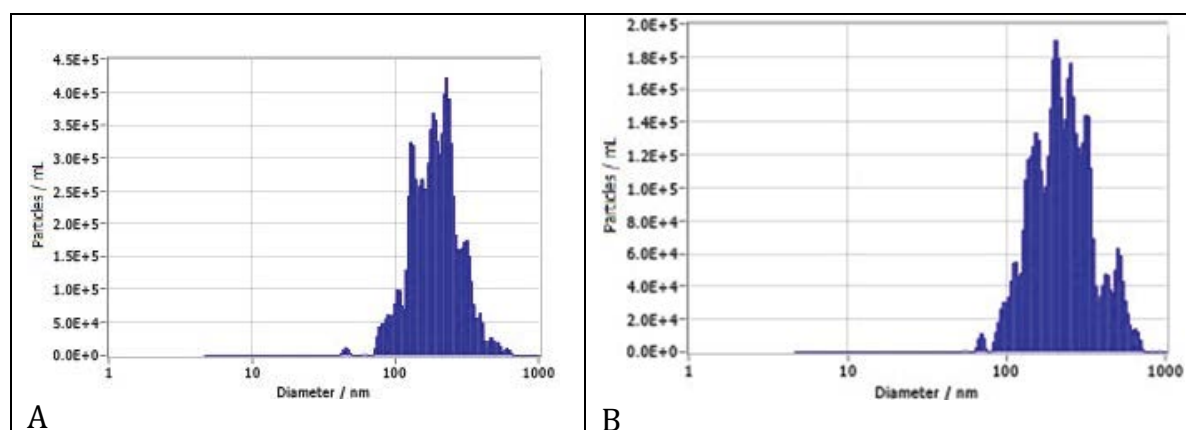 4.5E+5
4.0E+5
3.5E+5
3.0E+5
2.5E+5
2.0E+5
1.5E+5
1.0E+5
5.0E+4
0.0E+0
Particles / mL
1 10 100 1000
Diameter / nm
A
2.0E+5
1.8E+5
1.6E+5
1.4E+5
1.2E+5
1.0E+5
8.0E+4
6.0E+4
4.0E+4
2.0E+4
0.0E+0
Particles / mL
1 10 100 1000
Diameter / nm
B